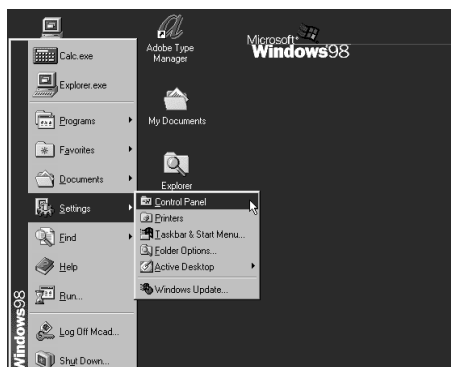 Adobe Type
Manager
Microsoft
Windows98
My Documents
Explorer
Calc.exe
Explorer.exe
Programs
Favorites
Documents
Settings
Find
Help
Run...
Log Off Mcad...
Shut Down...
Windows98
Control Panel
Printers
Taskbar & Start Menu...
Folder Options...
Active Desktop
Windows Update...